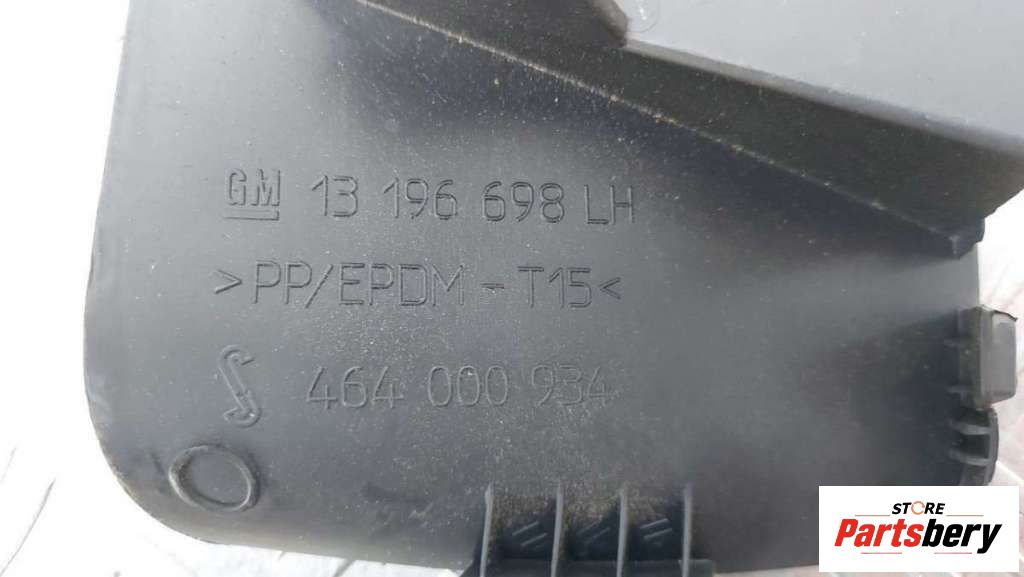 GM 13 196 698 LH
>PP/EPDM - T15<
464 000 934
STORE
Partsbery